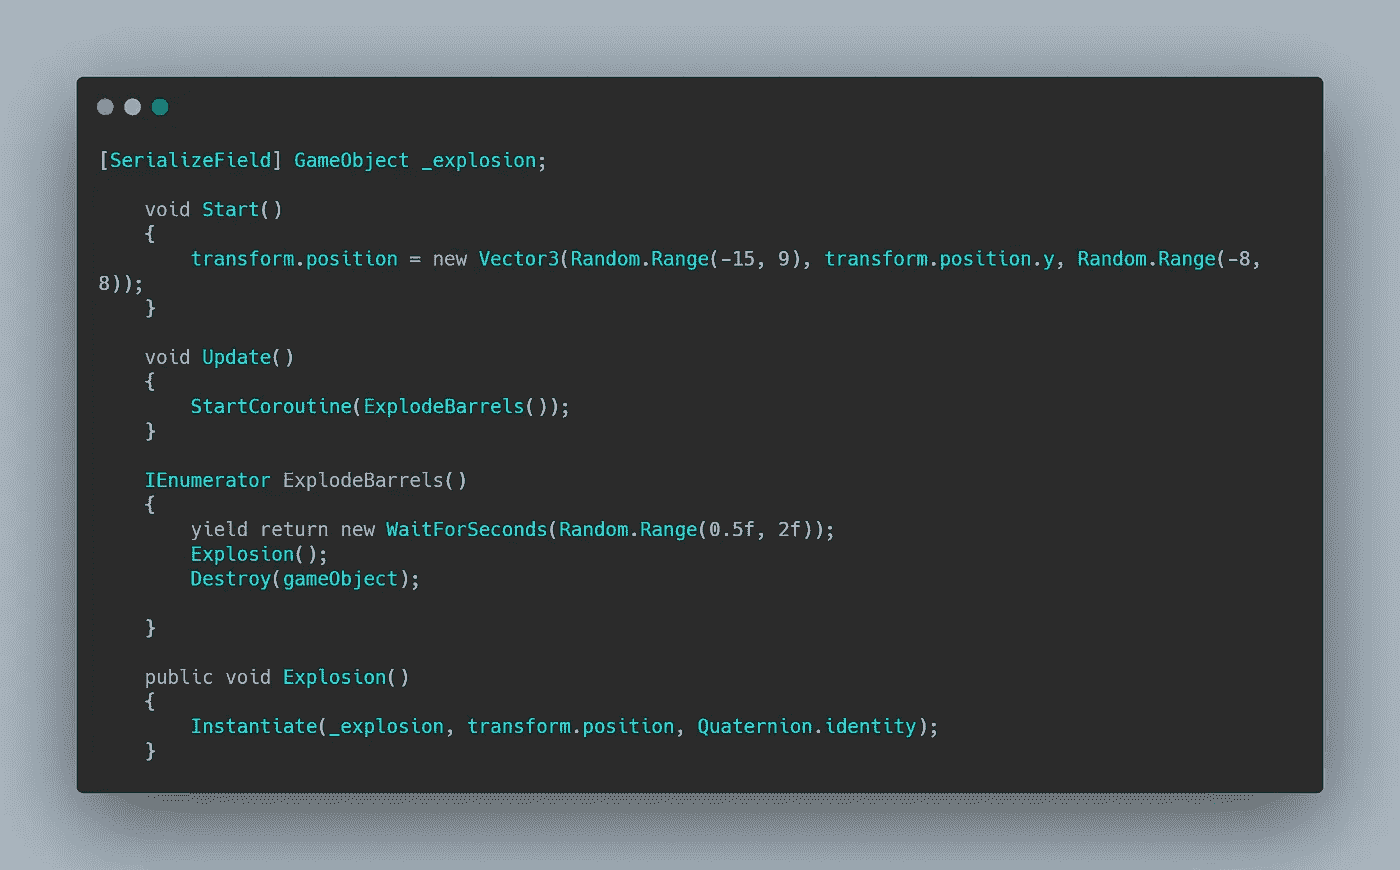 [SerializeField] GameObject _explosion;
    void Start()
    {
        transform.position = new Vector3(Random.Range(-15, 9), transform.position.y, Random.Range(-8,
8));
    }
    void Update()
    {
        StartCoroutine(ExplodeBarrels());
    }
    IEnumerator ExplodeBarrels()
    {
        yield return new WaitForSeconds(Random.Range(0.5f, 2f));
        Explosion();
        Destroy(gameObject);
    }
    public void Explosion()
    {
        Instantiate(_explosion, transform.position, Quaternion.identity);
    }